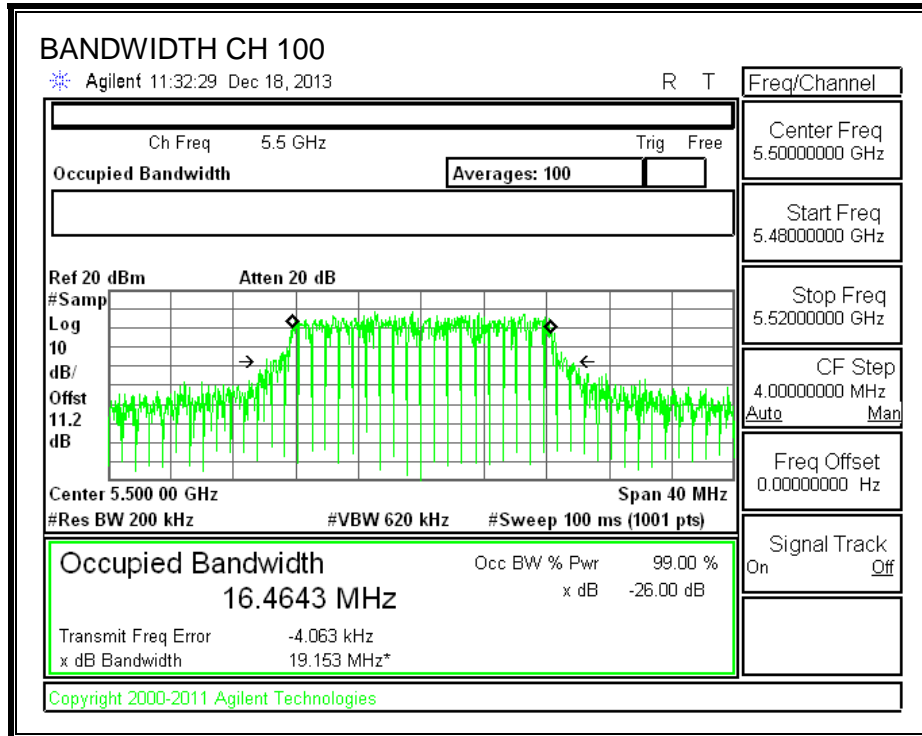 BANDWIDTH CH 100
Agilent 11:32:29 Dec 18, 2013 R T
Freq/Channel
Ch Freq 5.5 GHz Trig Free
Occupied Bandwidth Averages: 100
Center Freq
5.50000000 GHz
Start Freq
5.48000000 GHz
Stop Freq
5.52000000 GHz
CF Step
4.00000000 MHz
Auto Man
Freq Offset
0.00000000 Hz
Signal Track
On Off
Ref 20 dBm Atten 20 dB
#Samp
Log
10
dB/
Offst
11.2
dB
Center 5.500 00 GHz Span 40 MHz
#Res BW 200 kHz #VBW 620 kHz #Sweep 100 ms (1001 pts)
Occupied Bandwidth Occ BW % Pwr 99.00 %
16.4643 MHz x dB -26.00 dB
Transmit Freq Error -4.063 kHz
x dB Bandwidth 19.153 MHz*
Copyright 2000-2011 Agilent Technologies